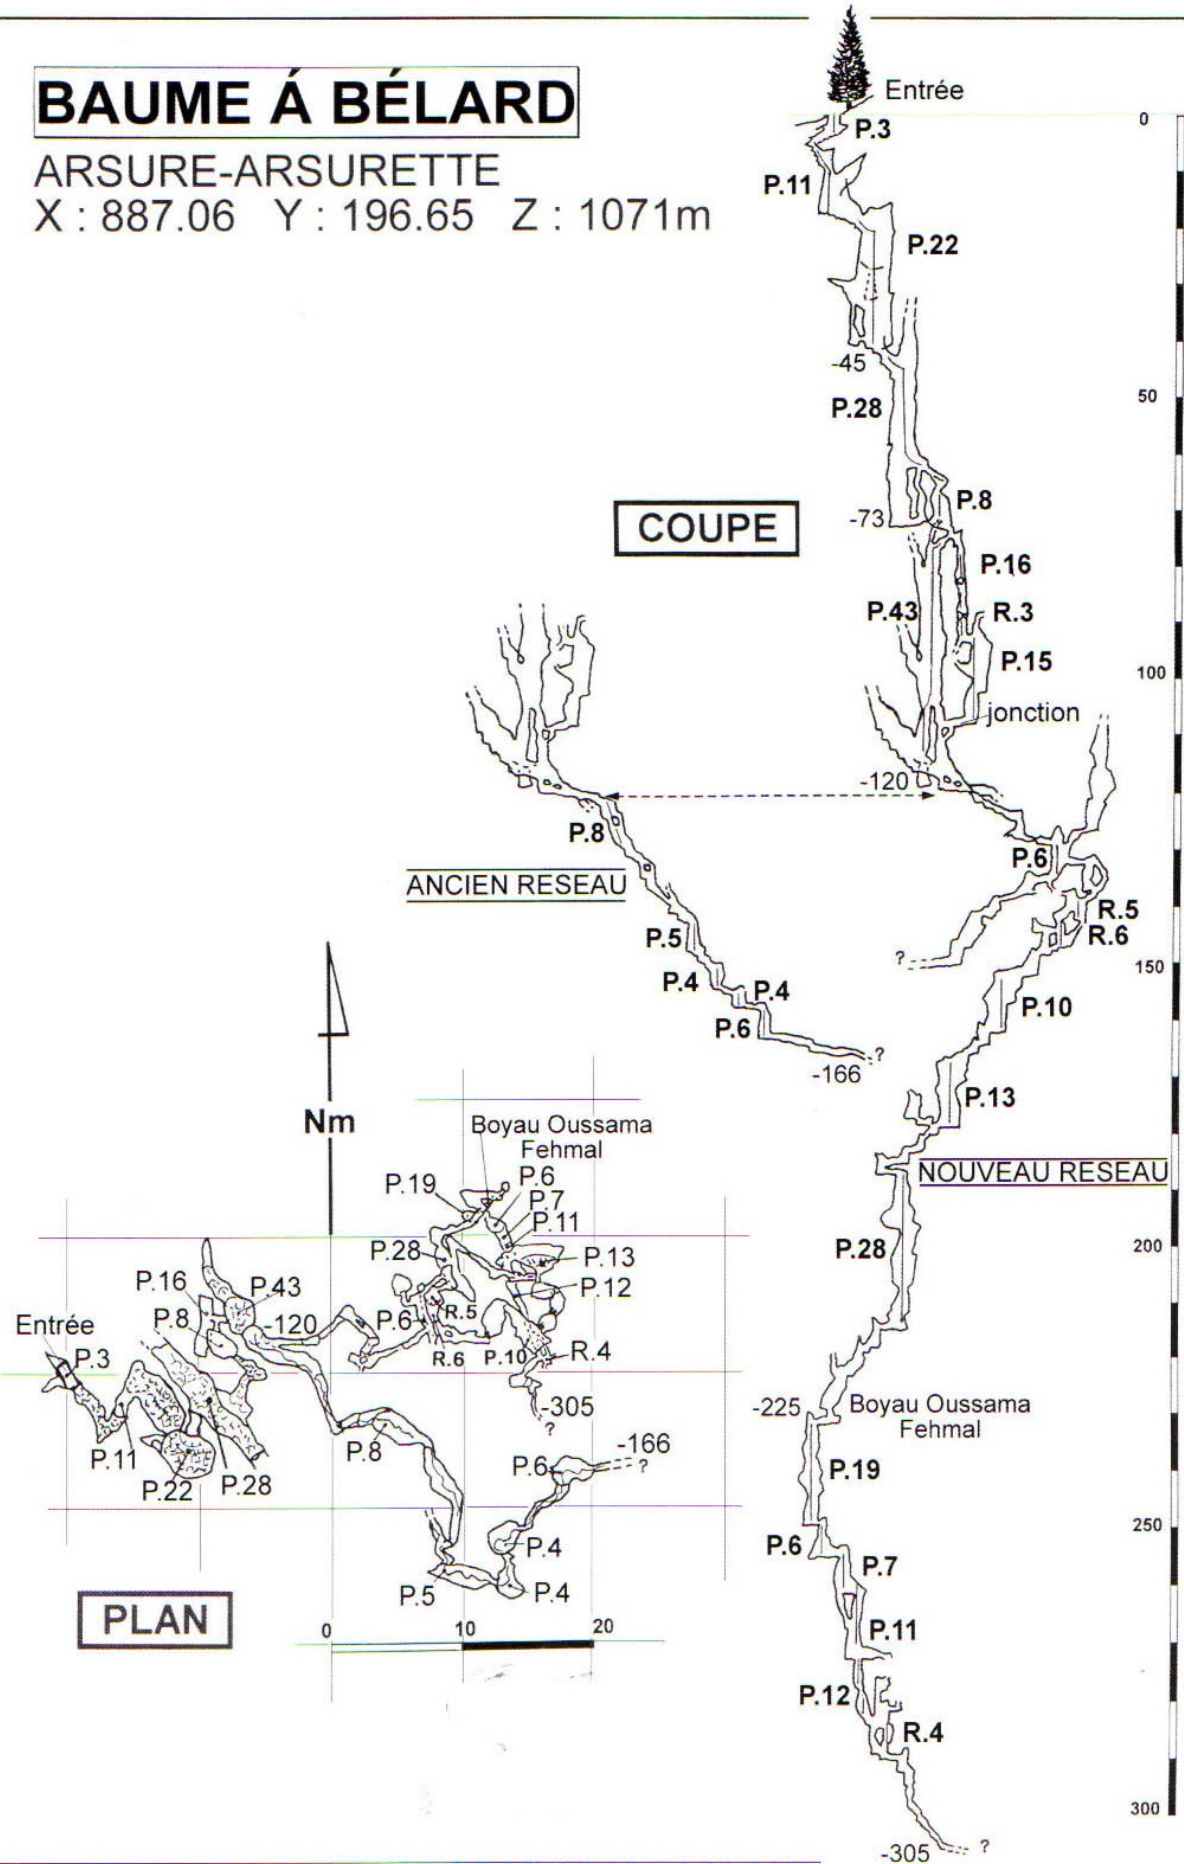 BAUME Á BÉLARD
ARSURE-ARSURETTE
X : 887.06 Y : 196.65 Z : 1071m
Entrée
0
P.3
P.11
P.22
-45
50
P.28
P.8
-73
COUPE
P.16
P.43
R.3
P.15
100
jonction
-120
P.8
P.6
ANCIEN RESEAU
R.5
P.5
R.6
?
150
P.4
P.4
P.10
P.6
?
-166
P.13
NOUVEAU RESEAU
P.28
200
-225
Boyau Oussama
Fehmal
P.19
250
P.6
P.7
P.11
P.12
R.4
300
-305
?
Nm
Boyau Oussama
Fehmal
P.19
P.6
P.7
P.11
P.28
P.13
P.16
P.43
P.12
P.8
-120
P.6
R.5
Entrée
P.3
R.6
P.10
R.4
-305
?
P.11
P.8
P.22
P.28
P.6
-166
?
P.4
P.5
P.4
PLAN
0
10
20